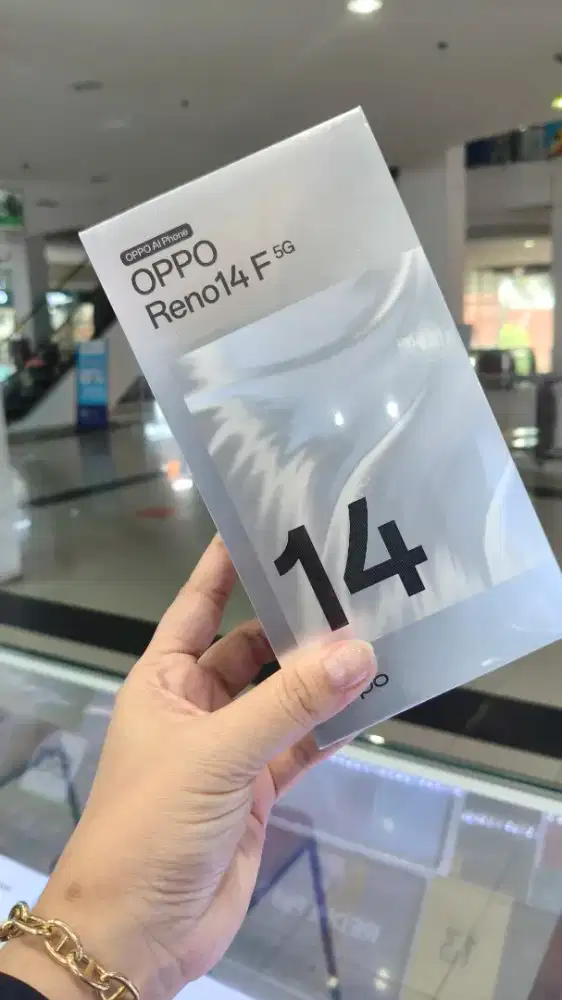 OPPO AI Phone
OPPO
Reno14 F 5G
14